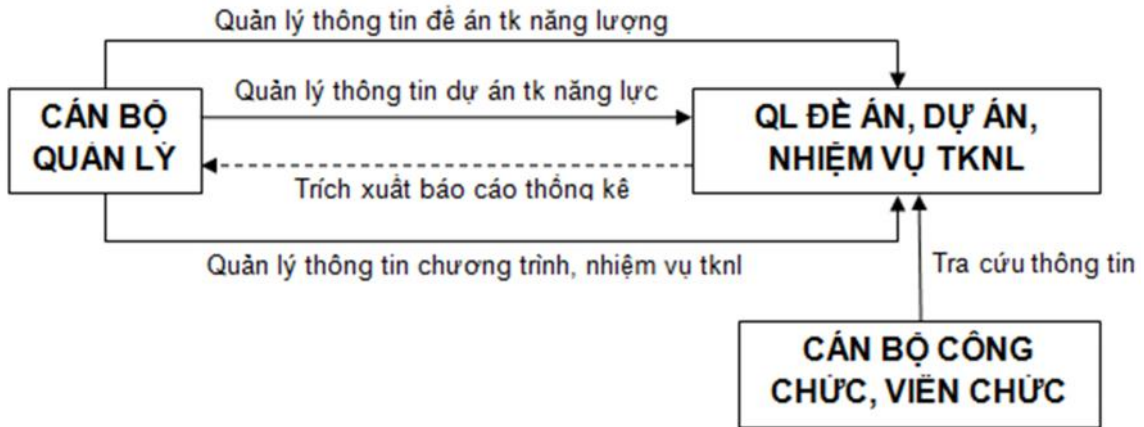 Quản lý thông tin đề án tk năng lượng
Quản lý thông tin dự án tk năng lực
CÁN BỘ
QUẢN LÝ
QL ĐỀ ÁN, DỰ ÁN,
NHIỆM VỤ TKNL
Trích xuất báo cáo thống kê
Quản lý thông tin chương trình, nhiệm vụ tknl
Tra cứu thông tin
CÁN BỘ CÔNG
CHỨC, VIÊN CHỨC